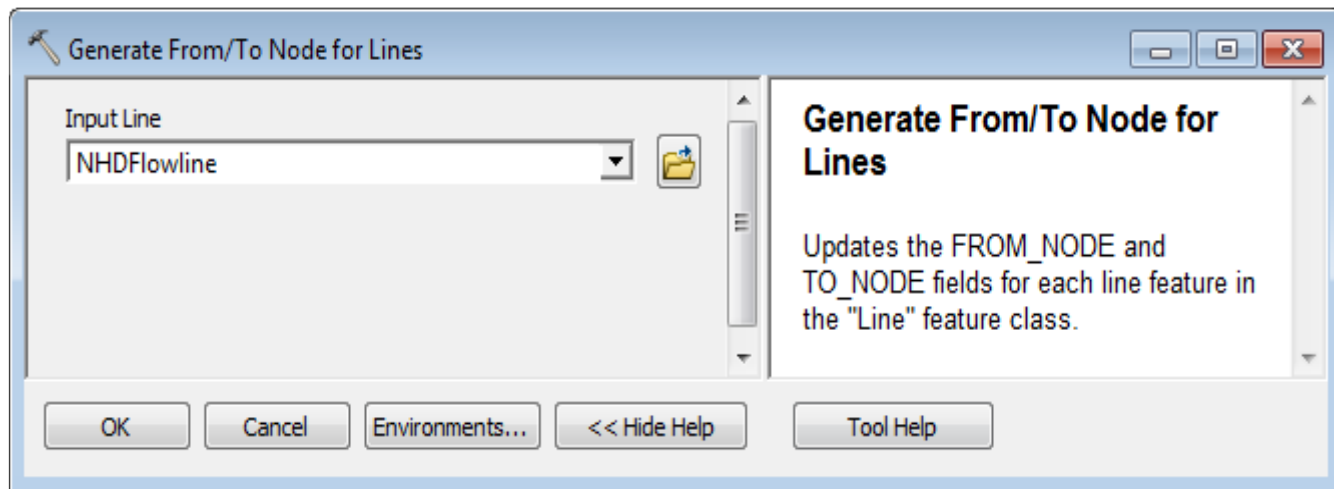 Generate From/To Node for Lines
Input Line
NHDFlowline
Generate From/To Node for
Lines
Updates the FROM_NODE and
TO_NODE fields for each line feature in
the "Line" feature class.
OK
Cancel
Environments...
<< Hide Help
Tool Help